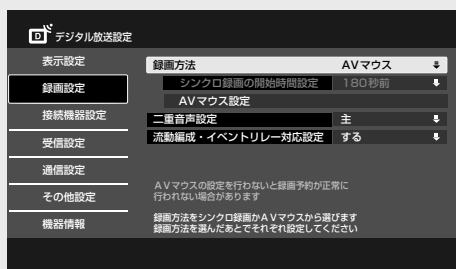 D デジタル放送設定
表示設定
録画設定
接続機器設定
受信設定
通信設定
その他設定
機器情報
録画方法 AVマウス
シンクロ録画の開始時間設定 180秒前
AVマウス設定
二重音声設定 主
流動編成・イベントリレー対応設定 する
AVマウスの設定を行わないと録画予約が正常に
行われない場合があります
録画方法をシンクロ録画かAVマウスから選びます
録画方法を選んだあとでそれぞれ設定してください